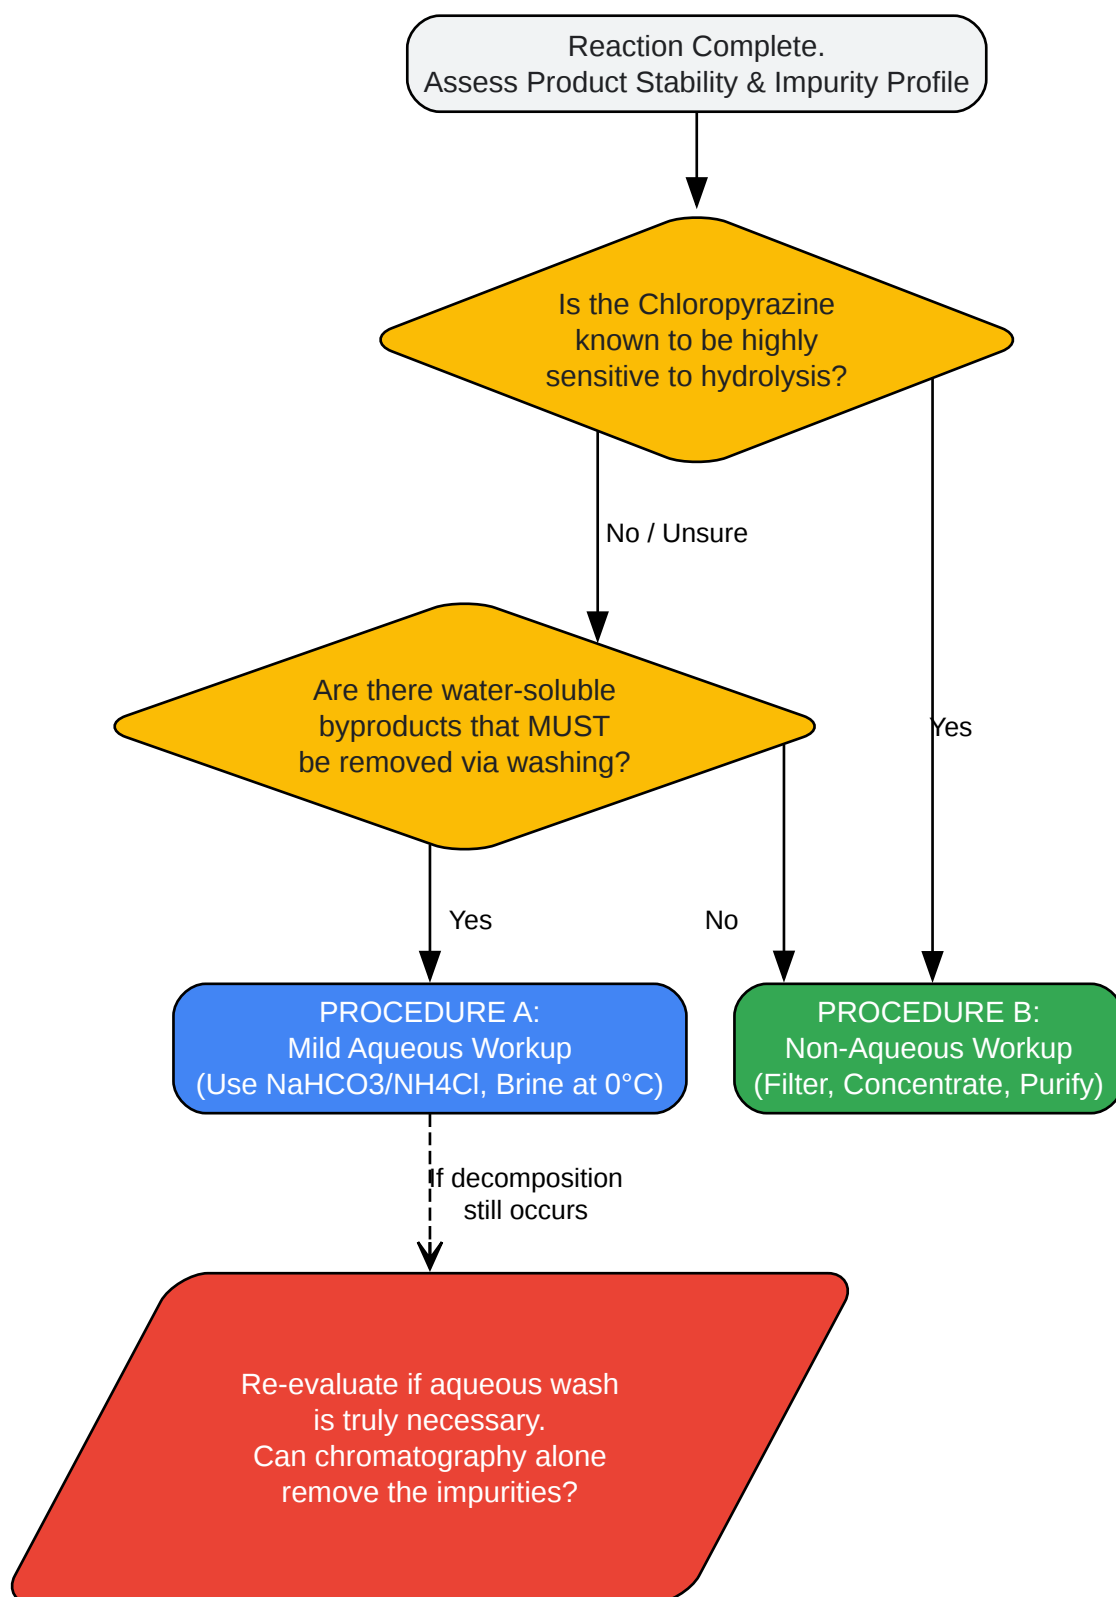 Reaction Complete.
Assess Product Stability & Impurity Profile
Is the Chloropyrazine
known to be highly
sensitive to hydrolysis?
No / Unsure
Are there water-soluble
byproducts that MUST
be removed via washing?
Yes
Yes
No
PROCEDURE A:
Mild Aqueous Workup
(Use NaHCO3/NH4Cl, Brine at 0°C)
PROCEDURE B:
Non-Aqueous Workup
(Filter, Concentrate, Purify)
If decomposition
still occurs
Re-evaluate if aqueous wash
is truly necessary.
Can chromatography alone
remove the impurities?